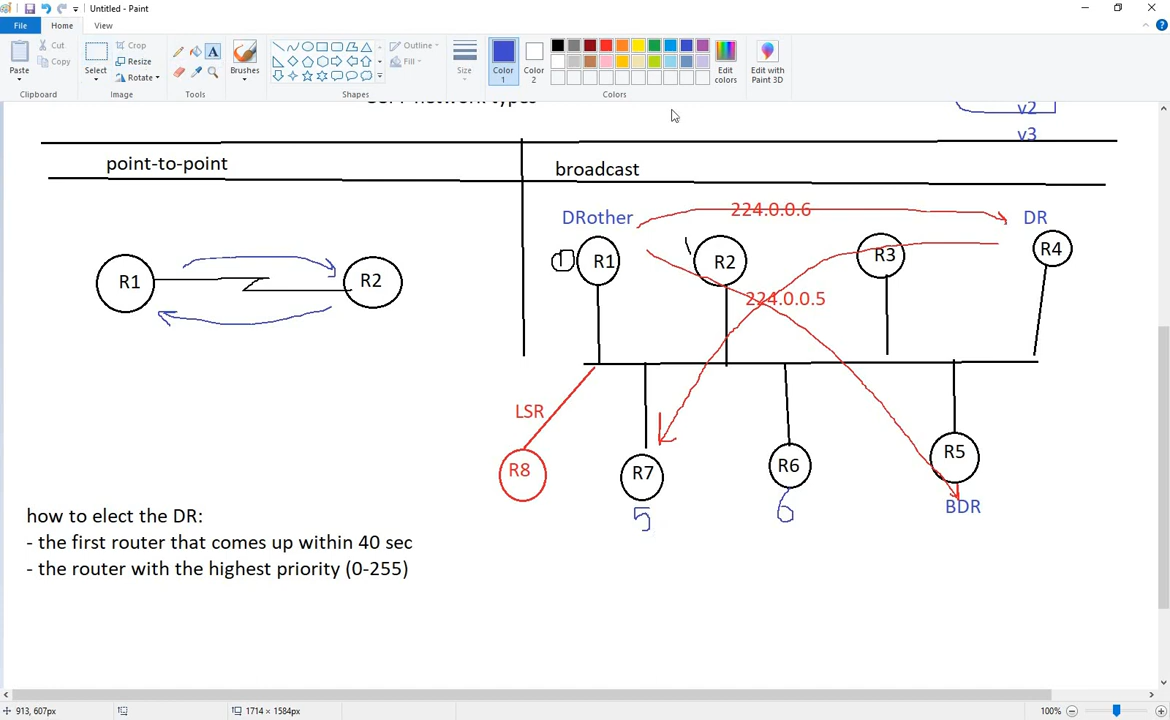 Untitled - Paint
File Home View
Paste
Cut
Copy
Clipboard
Select
Crop
Resize
Rotate
Image
A
Tools
Brushes
Shapes
Outline
Fill
Size
Color 1
Color 2
Edit colors
Colors
Edit with Paint 3D
network types
v2
v3
point-to-point
broadcast
DRother
224.0.0.6
DR
R1
R2
R1
R2
R3
R4
224.0.0.5
LSR
R8
R7
R6
R5
5
6
BDR
how to elect the DR:
- the first router that comes up within 40 sec
- the router with the highest priority (0-255)
913, 607px
1714 × 1584px
100%